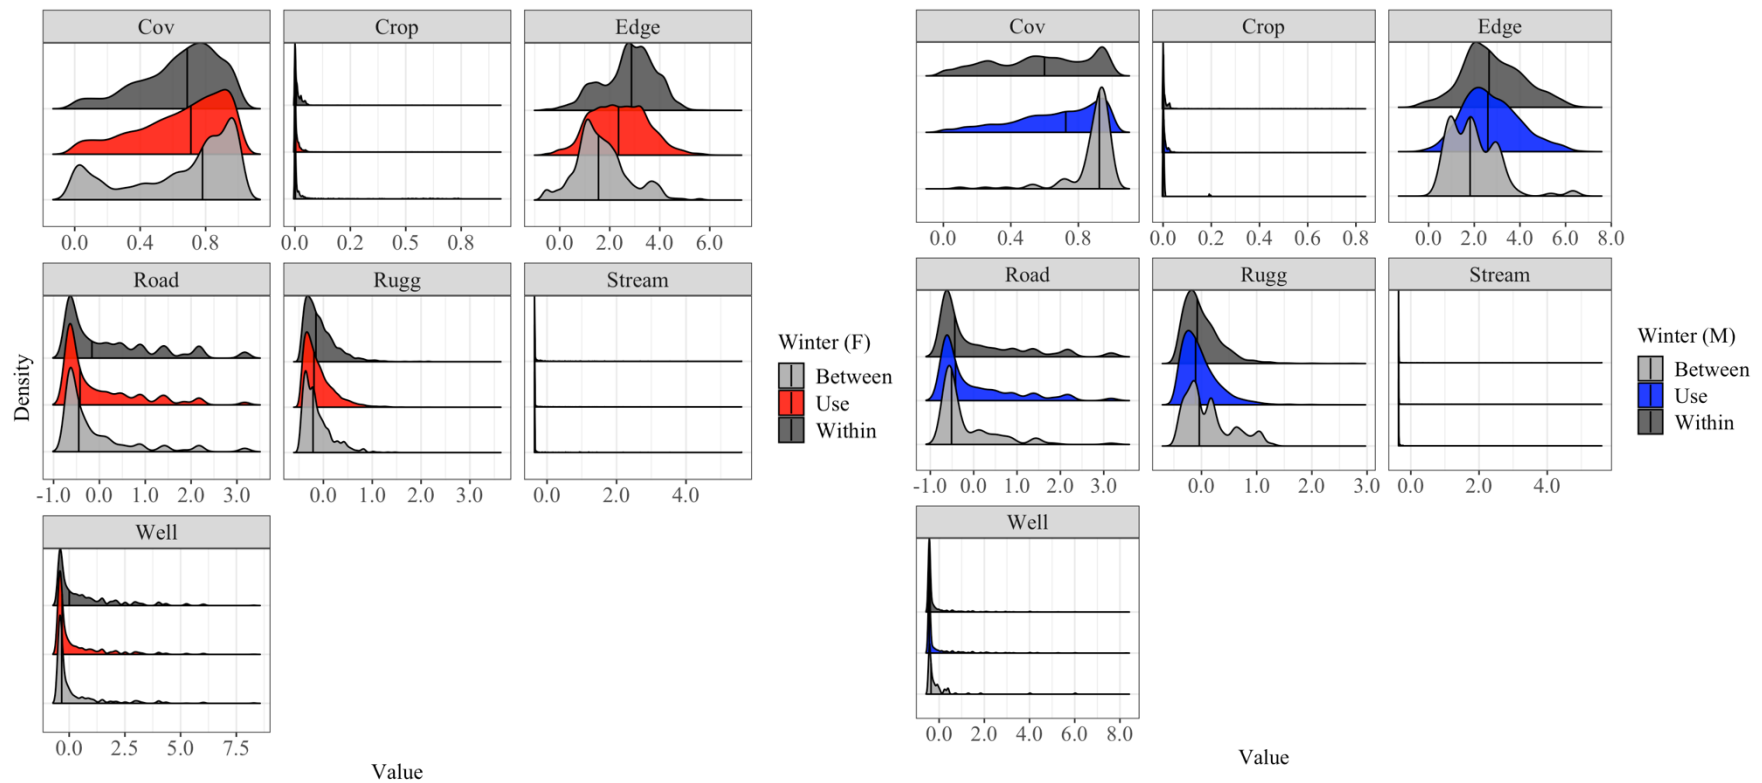 Cov Crop Edge
0.0 0.4 0.8 0.0 0.2 0.5 0.8 0.0 2.0 4.0 6.0
Road Rugg Stream
-1.0 0.0 1.0 2.0 3.0 0.0 1.0 2.0 3.0 0.0 2.0 4.0
Well
0.0 2.5 5.0 7.5
Density
Value
Winter (F)
Between
Use
Within
Cov Crop Edge
0.0 0.4 0.8 0.0 0.2 0.4 0.6 0.8 0.0 2.0 4.0 6.0 8.0
Road Rugg Stream
-1.0 0.0 1.0 2.0 3.0 0.0 1.0 2.0 3.0 0.0 2.0 4.0
Well
0.0 2.0 4.0 6.0 8.0
Value
Winter (M)
Between
Use
Within